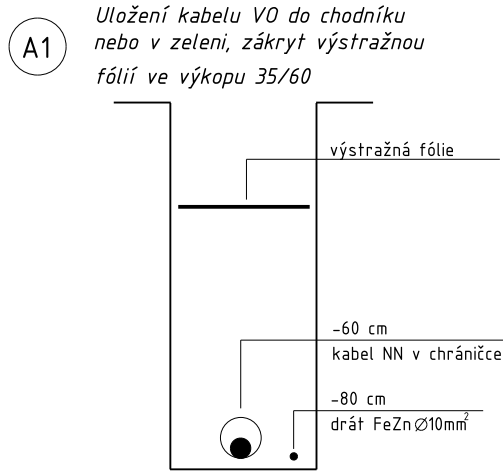 A1
Uložení kabelu VO do chodníku
nebo v zeleni, zákryt výstražnou
fólií ve výkopu 35/60
výstražná fólie
-60 cm
kabel NN v chráničce
-80 cm
drát FeZn∅10mm²